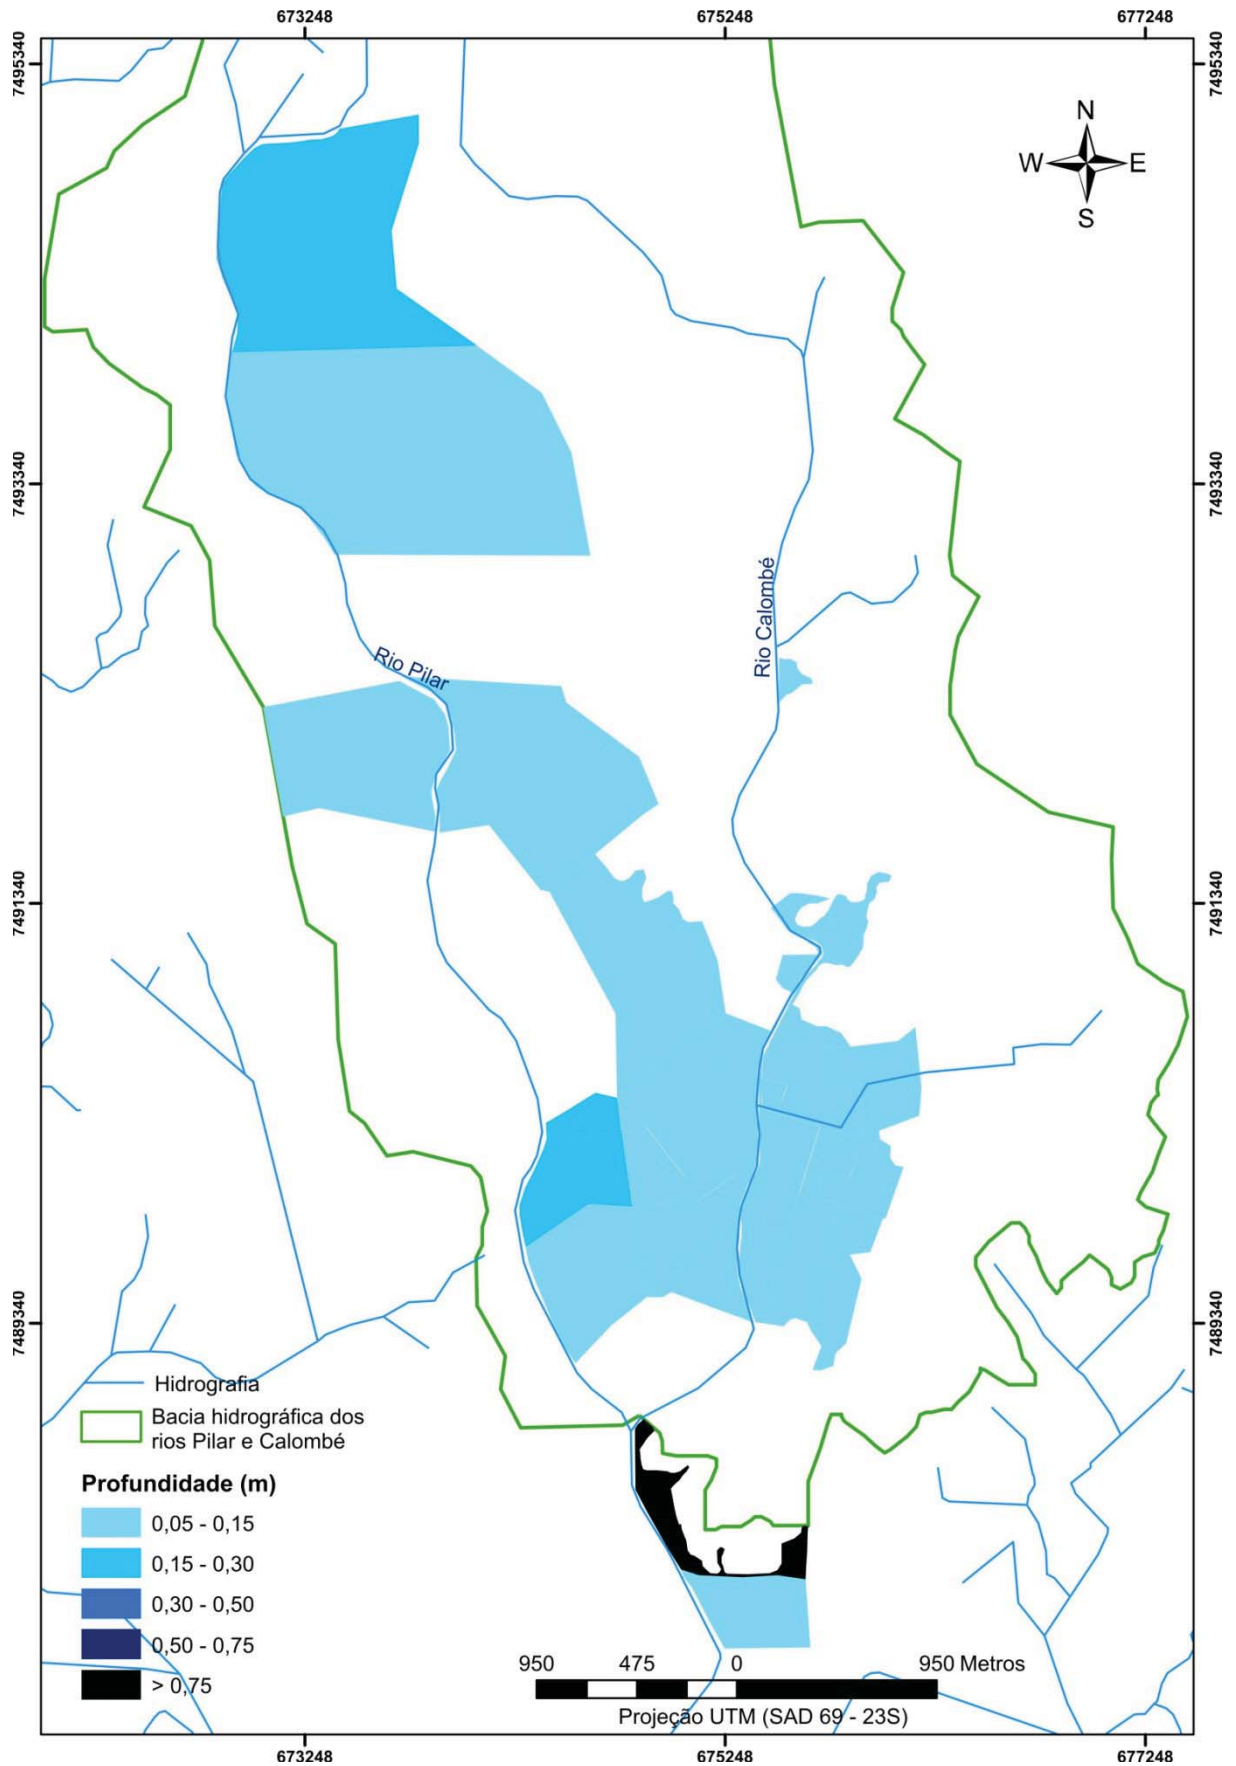 673248 675248 677248
7495340 7495340
N
W E
S
7493340 7493340
Rio Calombé
Rio Pilar
7491340 7491340
7489340 7489340
Hidrografia
Bacia hidrográfica dos
rios Pilar e Calombé
Profundidade (m)
0,05 - 0,15
0,15 - 0,30
0,30 - 0,50
0,50 - 0,75
> 0,75
950 475 0 950 Metros
Projeção UTM (SAD 69 - 23S)
673248 675248 677248